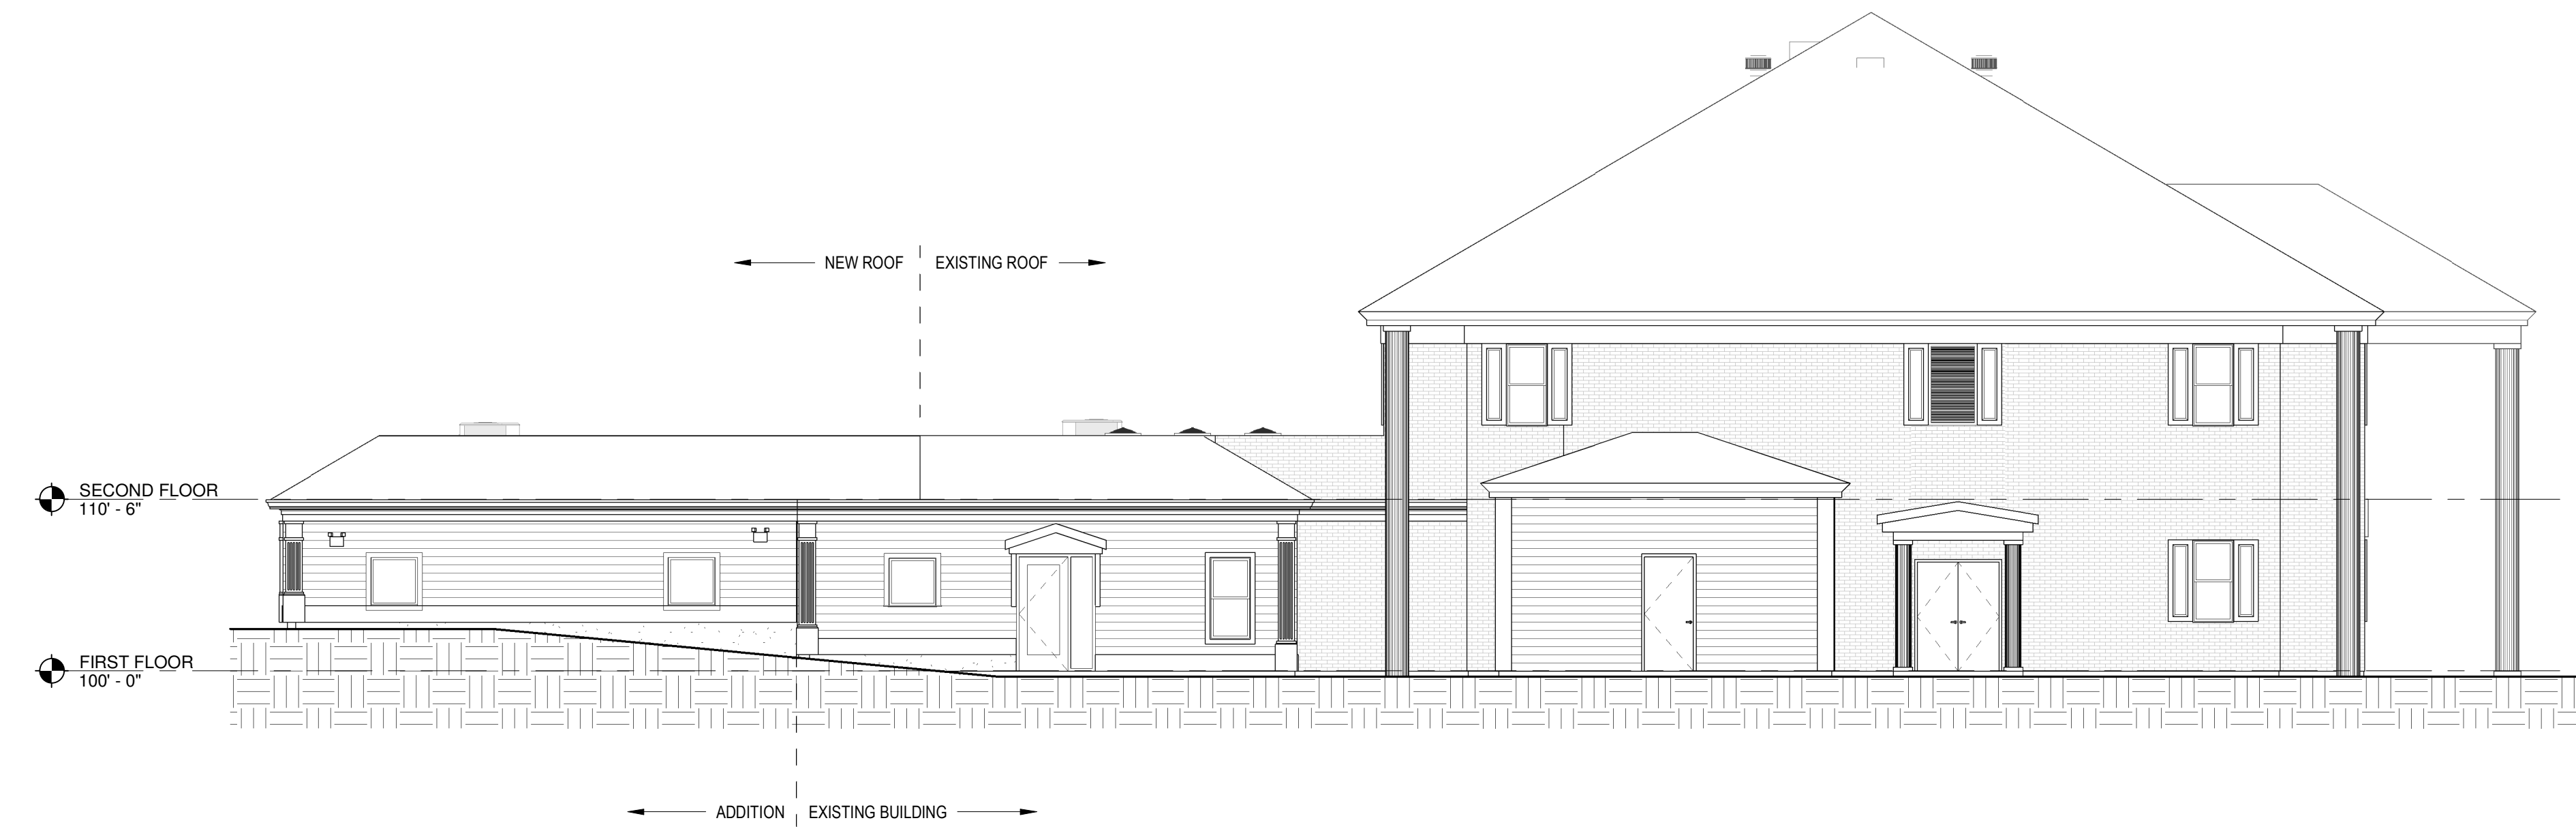 NEW ROOF
EXISTING ROOF
SECOND FLOOR
110' - 6"
FIRST FLOOR
100' - 0"
ADDITION
EXISTING BUILDING